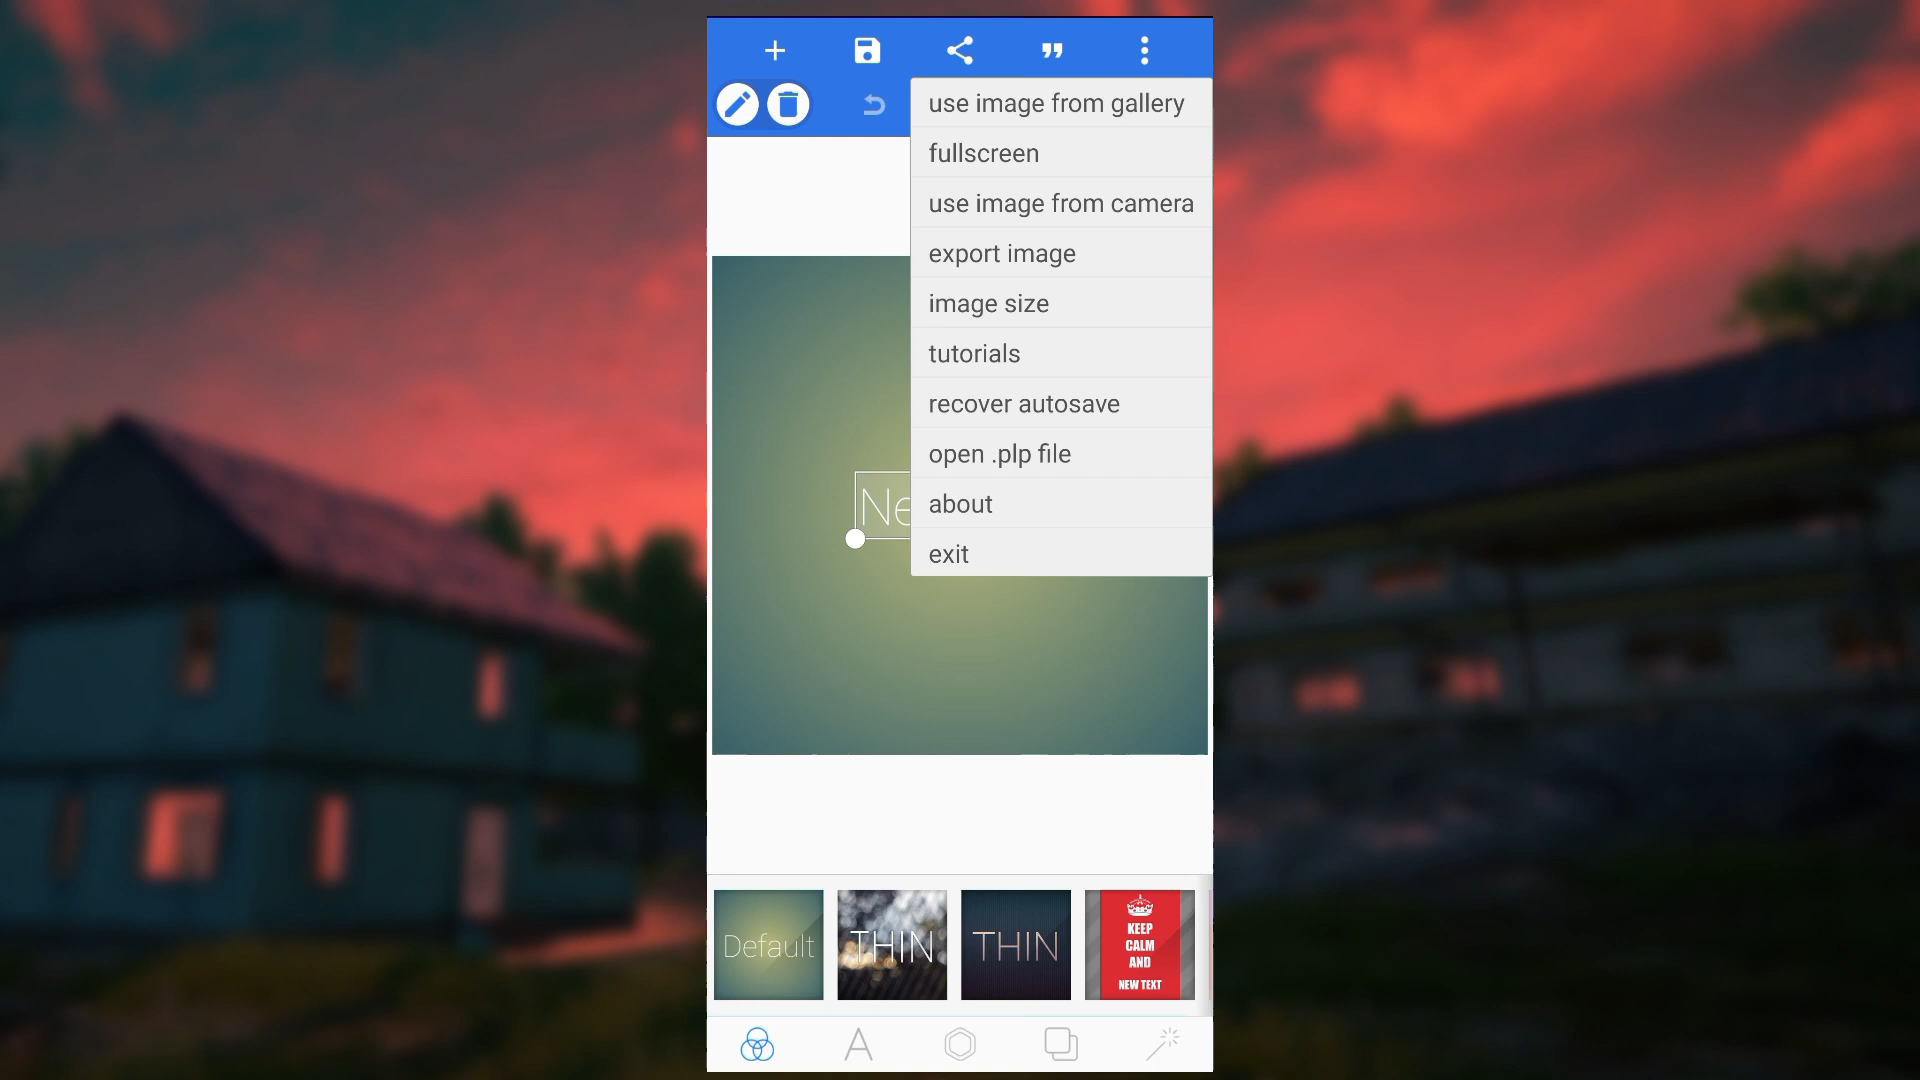 use image from gallery
fullscreen
use image from camera
export image
image size
tutorials
recover autosave
open .plp file
about
exit
Ne
Default
THIN
THIN
KEEP
CALM
AND
NEW TEXT
A